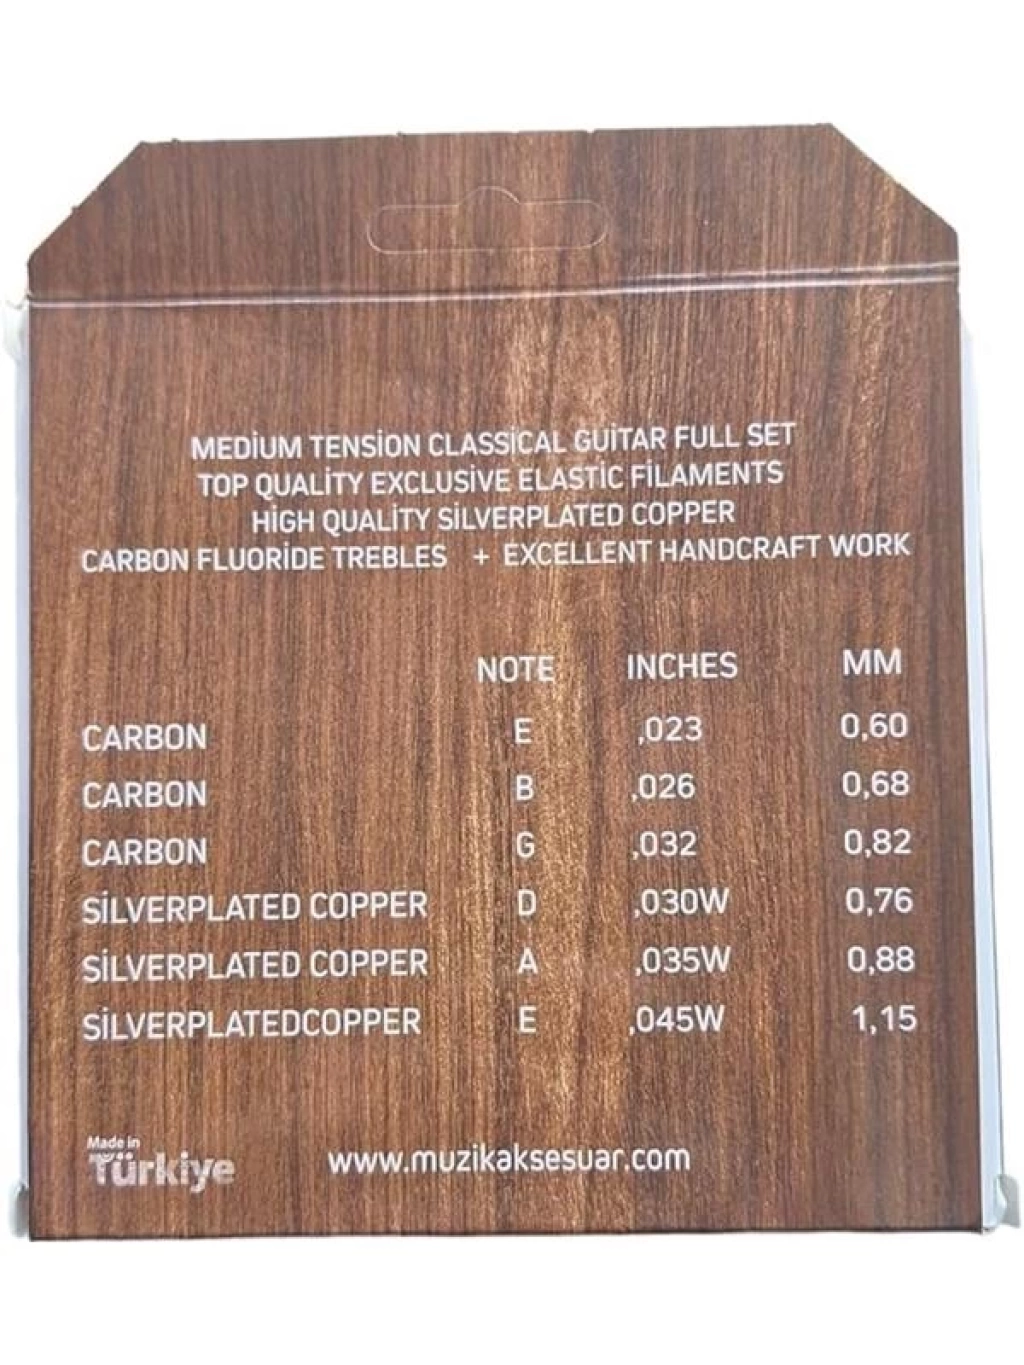 MEDİUM TENSİON CLASSİCAL GUİTAR FULL SET
TOP QUALİTY EXCLUSİVE ELASTİC FİLAMENTS
HİGH QUALİTY SİLVERPLATED COPPER
CARBON FLUORİDE TREBLES + EXCELLENT HANDCRAFT WORK
NOTE INCHES MM
CARBON E ,023 0,60
CARBON B ,026 0,68
CARBON G ,032 0,82
SİLVERPLATED COPPER D ,030W 0,76
SİLVERPLATED COPPER A ,035W 0,88
SİLVERPLATEDCOPPER E ,045W 1,15
Made in
Türkiye
www.muzikaksesuar.com